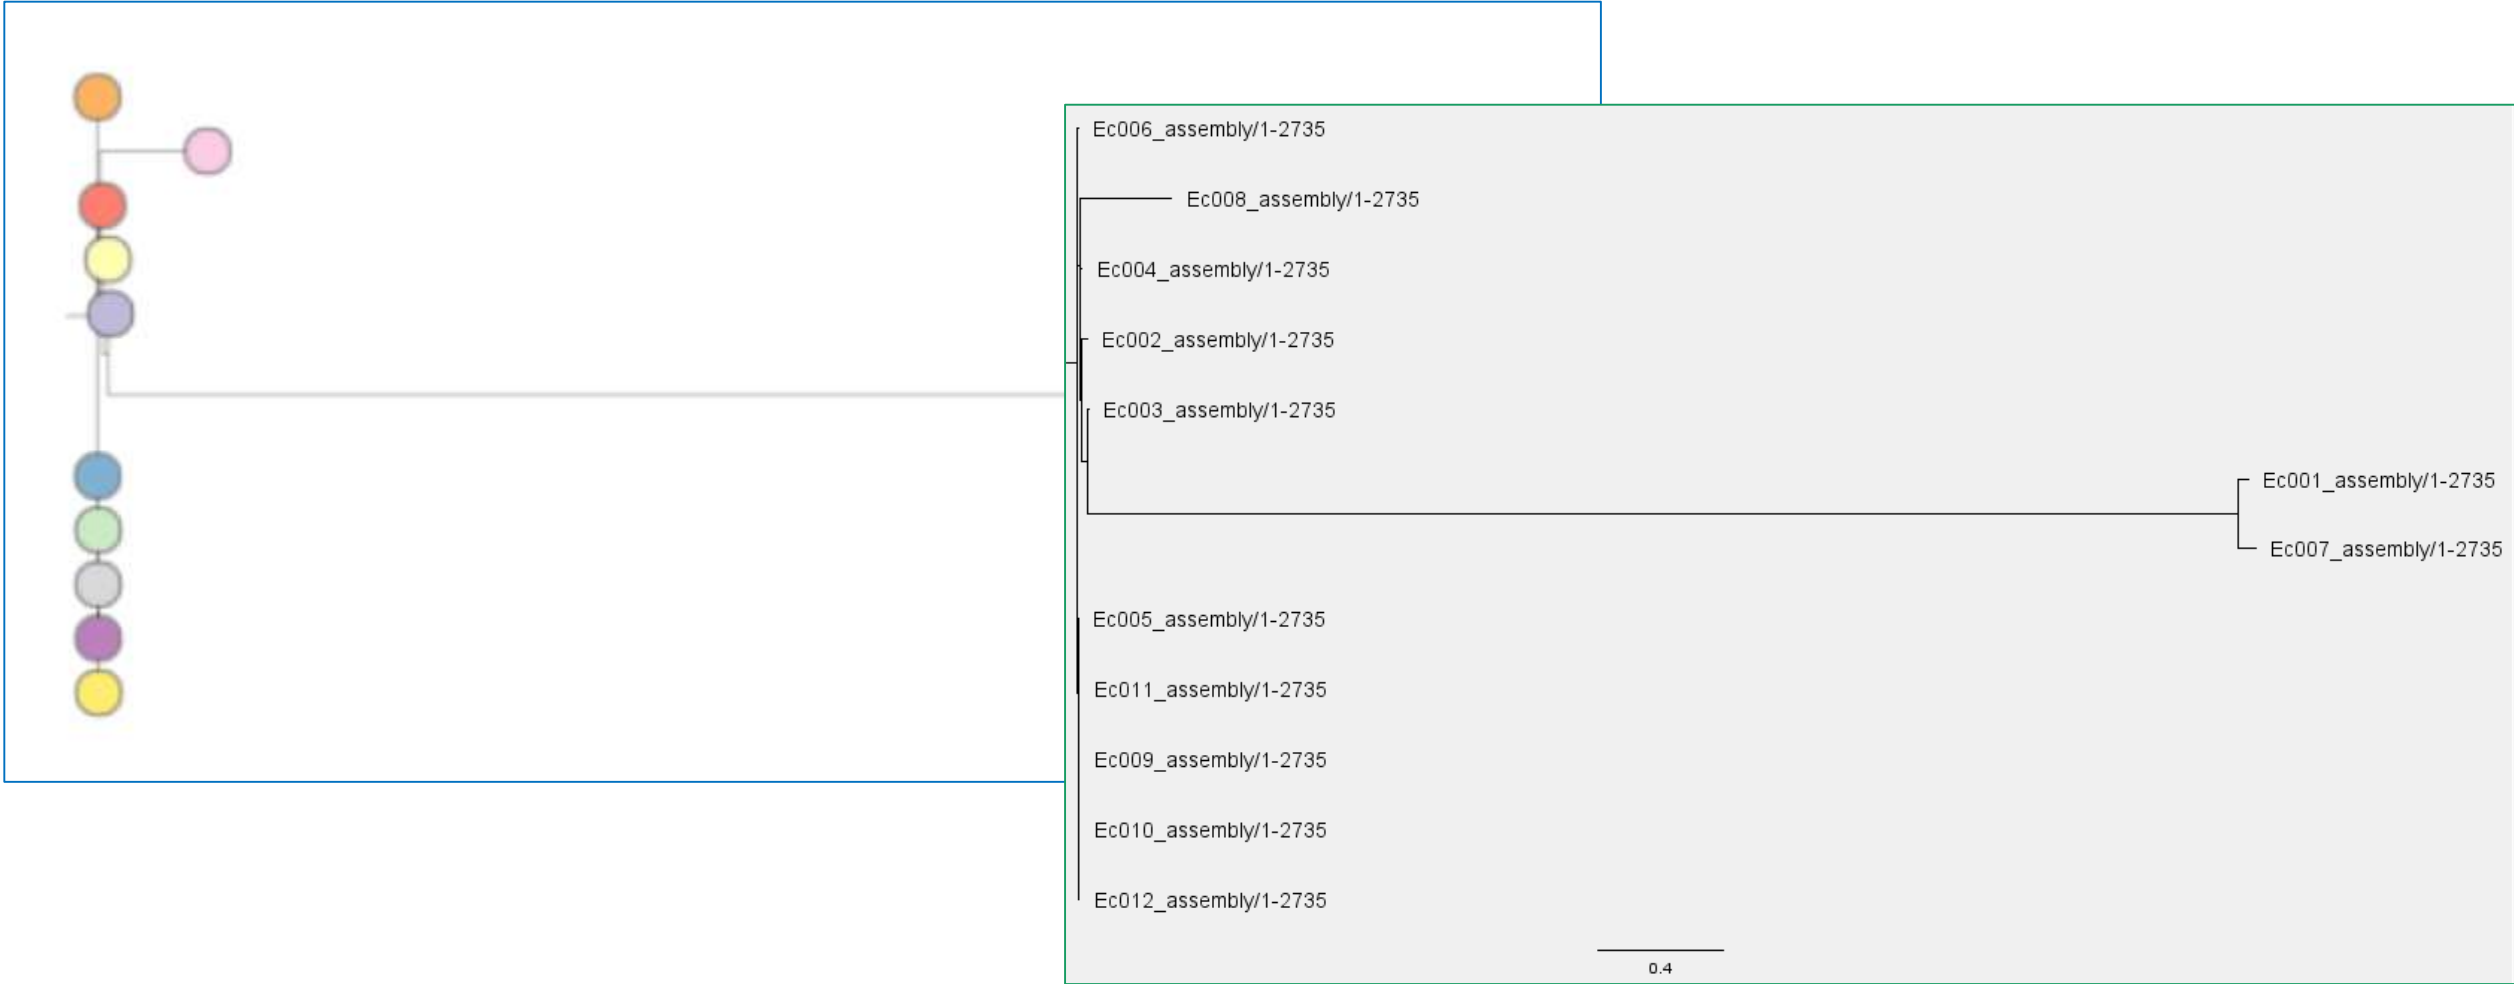 Ec006_assembly/1-2735
Ec008_assembly/1-2735
Ec004_assembly/1-2735
Ec002_assembly/1-2735
Ec003_assembly/1-2735
Ec001_assembly/1-2735
Ec007_assembly/1-2735
Ec005_assembly/1-2735
Ec011_assembly/1-2735
Ec009_assembly/1-2735
Ec010_assembly/1-2735
Ec012_assembly/1-2735
0.4